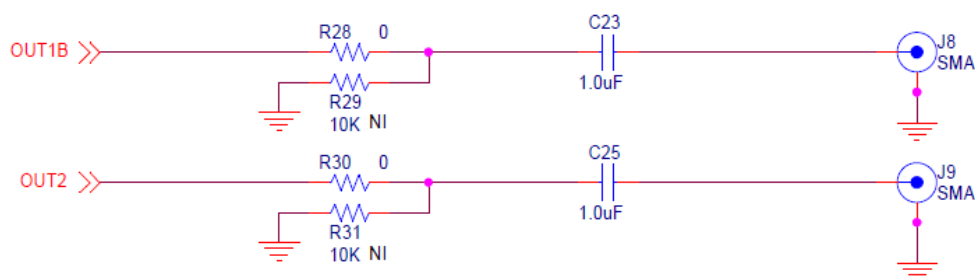 OUT1B
R28 0
R29
10K NI
C23
1.0uF
J8
SMA
OUT2
R30 0
R31
10K NI
C25
1.0uF
J9
SMA